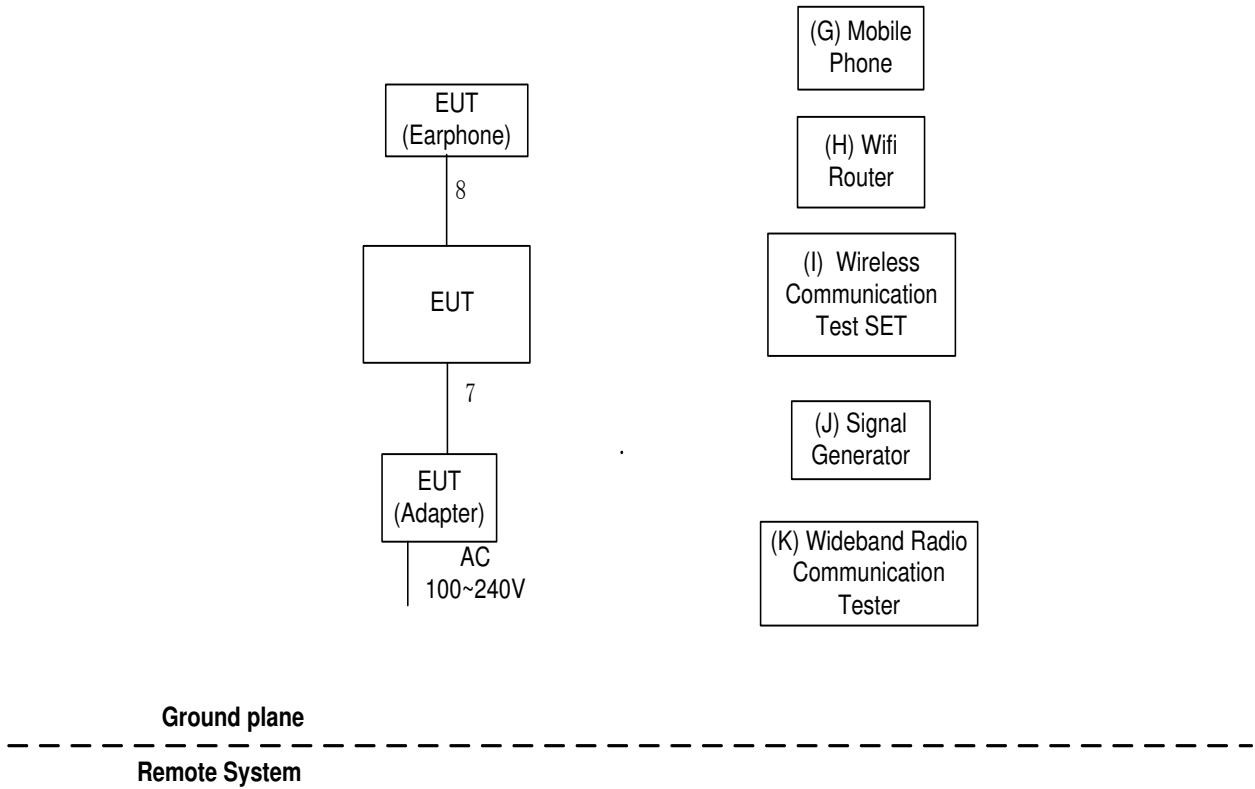 EUT
(Earphone)
8
EUT
7
EUT
(Adapter)
AC
100~240V
(G) Mobile
Phone
(H) Wifi
Router
(I) Wireless
Communication
Test SET
(J) Signal
Generator
(K) Wideband Radio
Communication
Tester
Ground plane
Remote System